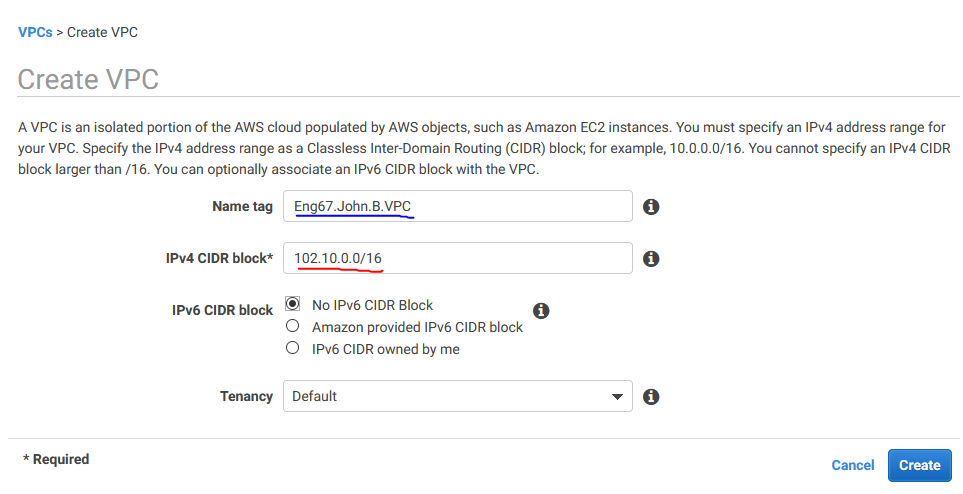 VPCs > Create VPC
Create VPC
A VPC is an isolated portion of the AWS cloud populated by AWS objects, such as Amazon EC2 instances. You must specify an IPv4 address range for
your VPC. Specify the IPv4 address range as a Classless Inter-Domain Routing (CIDR) block; for example, 10.0.0.0/16. You cannot specify an IPv4 CIDR
block larger than /16. You can optionally associate an IPv6 CIDR block with the VPC.
Name tag Eng67.John.B.VPC
IPv4 CIDR block* 102.10.0.0/16
IPv6 CIDR block No IPv6 CIDR Block
Amazon provided IPv6 CIDR block
IPv6 CIDR owned by me
Tenancy Default
* Required
Cancel Create